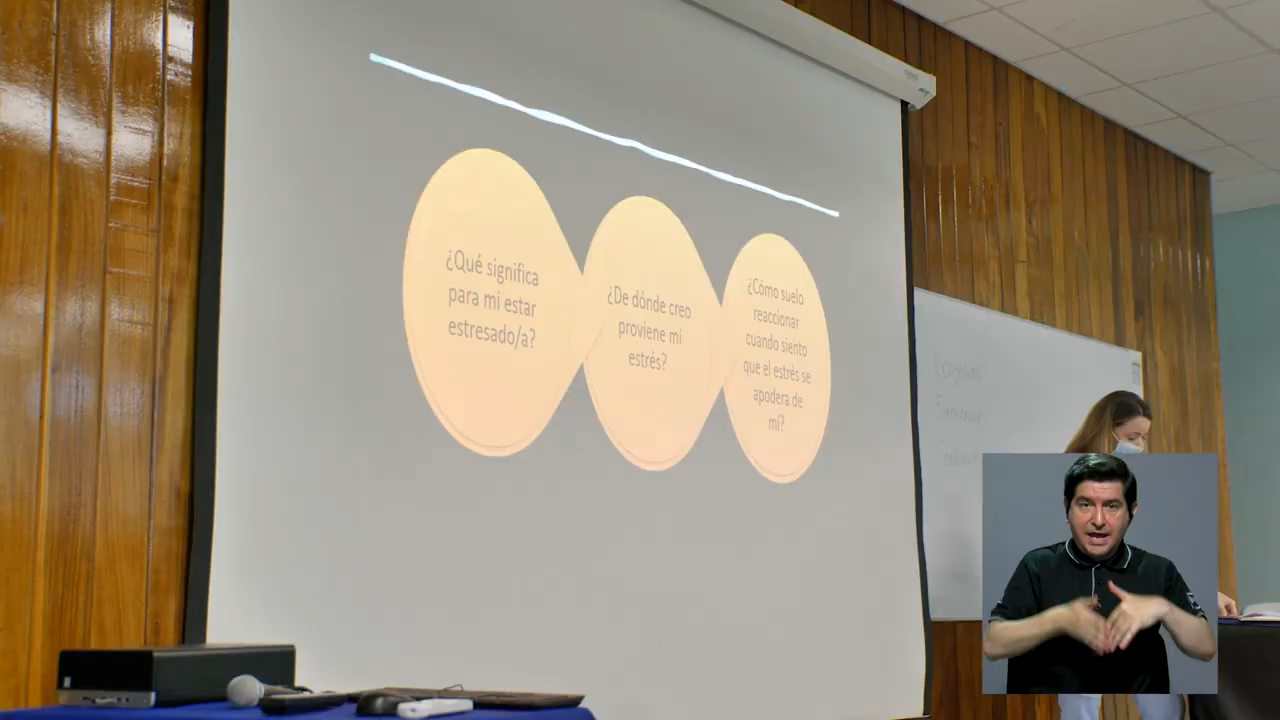 ¿Qué significa
para mi estar
estresado/a?
¿De dónde creo
proviene mi
estrés?
¿Cómo suelo
reaccionar
cuando siento
que el estrés se
apodera de
mí?